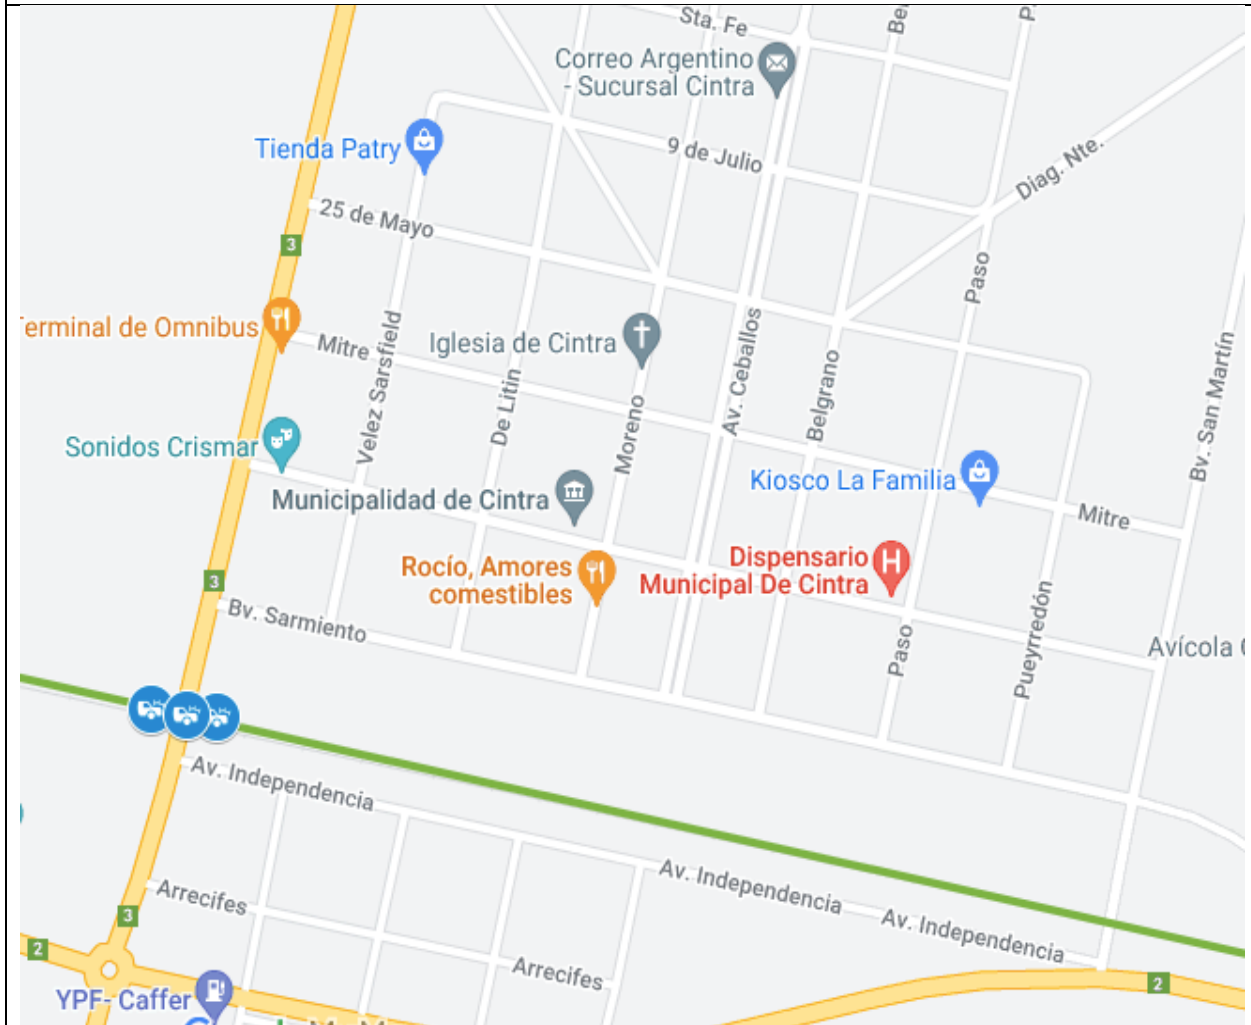 Sta. Fe
Correo Argentino
- Sucursal Cintra
Tienda Patry
9 de Julio
Diag. Nte.
25 de Mayo
3
Paso
Terminal de Omnibus
Mitre
Velez Sarsfield
Iglesia de Cintra
De Litin
Moreno
Av. Ceballos
Belgrano
Bv. San Martín
Sonidos Crismar
Municipalidad de Cintra
Kiosco La Familia
Mitre
Rocío, Amores
comestibles
Dispensario
Municipal De Cintra
3
Bv. Sarmiento
Paso
Pueyrredón
Avícola
Av. Independencia
Av. Independencia
Av. Independencia
Arrecifes
3
2
Arrecifes
2
YPF- Caffer